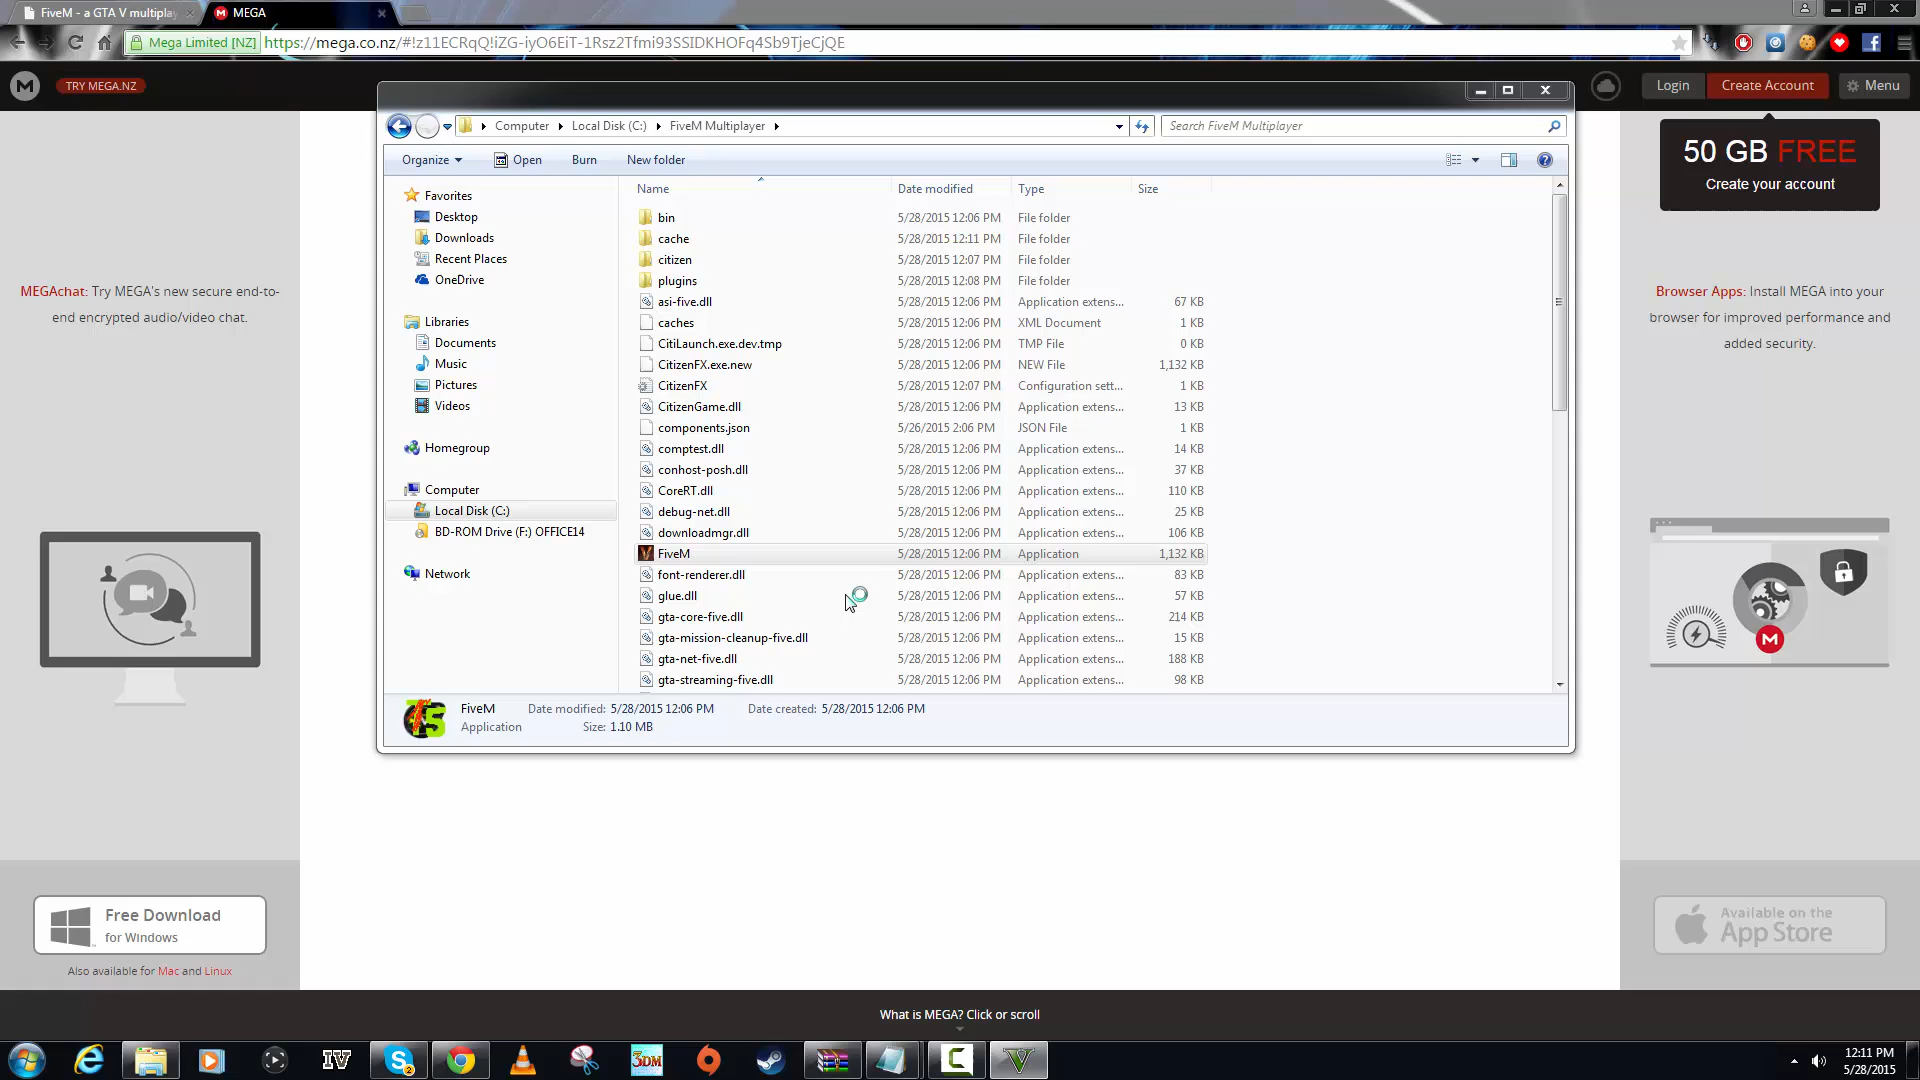 FiveM - a GTA V multipla
MEGA
Mega Limited [NZ] https://mega.co.nz/#!z11ECRqQ!iZG-iyO6EiT-1Rsz2Tfmi93SSIDKHOFq4Sb9TjeCjQE
TRY MEGA.NZ
Login
Create Account
Menu
50 GB FREE
Create your account
Computer
Local Disk (C:)
FiveM Multiplayer
Search FiveM Multiplayer
Organize
Open
Burn
New folder
Favorites
Desktop
Downloads
Recent Places
OneDrive
Libraries
Documents
Music
Pictures
Videos
Homegroup
Computer
Local Disk (C:)
BD-ROM Drive (F:) OFFICE14
Network
Name Date modified Type Size
bin 5/28/2015 12:06 PM File folder
cache 5/28/2015 12:11 PM File folder
citizen 5/28/2015 12:07 PM File folder
plugins 5/28/2015 12:08 PM File folder
asi-five.dll 5/28/2015 12:06 PM Application extens... 67 KB
caches 5/28/2015 12:06 PM XML Document 1 KB
CitiLaunch.exe.dev.tmp 5/28/2015 12:06 PM TMP File 0 KB
CitizenFX.exe.new 5/28/2015 12:06 PM NEW File 1,132 KB
CitizenFX 5/28/2015 12:07 PM Configuration sett... 1 KB
CitizenGame.dll 5/28/2015 12:06 PM Application extens... 13 KB
components.json 5/26/2015 2:06 PM JSON File 1 KB
comptest.dll 5/28/2015 12:06 PM Application extens... 14 KB
conhost-posh.dll 5/28/2015 12:06 PM Application extens... 37 KB
CoreRT.dll 5/28/2015 12:06 PM Application extens... 110 KB
debug-net.dll 5/28/2015 12:06 PM Application extens... 25 KB
downloadmgr.dll 5/28/2015 12:06 PM Application extens... 106 KB
FiveM 5/28/2015 12:06 PM Application 1,132 KB
font-renderer.dll 5/28/2015 12:06 PM Application extens... 83 KB
glue.dll 5/28/2015 12:06 PM Application extens... 57 KB
gta-core-five.dll 5/28/2015 12:06 PM Application extens... 214 KB
gta-mission-cleanup-five.dll 5/28/2015 12:06 PM Application extens... 15 KB
gta-net-five.dll 5/28/2015 12:06 PM Application extens... 188 KB
gta-streaming-five.dll 5/28/2015 12:06 PM Application extens... 98 KB
FiveM Date modified: 5/28/2015 12:06 PM Date created: 5/28/2015 12:06 PM
Application Size: 1.10 MB
MEGAchat: Try MEGA's new secure end-to-
end encrypted audio/video chat.
Browser Apps: Install MEGA into your
browser for improved performance and
added security.
Free Download
for Windows
Also available for Mac and Linux
Available on the
App Store
What is MEGA? Click or scroll
IV
3DM
12:11 PM
5/28/2015